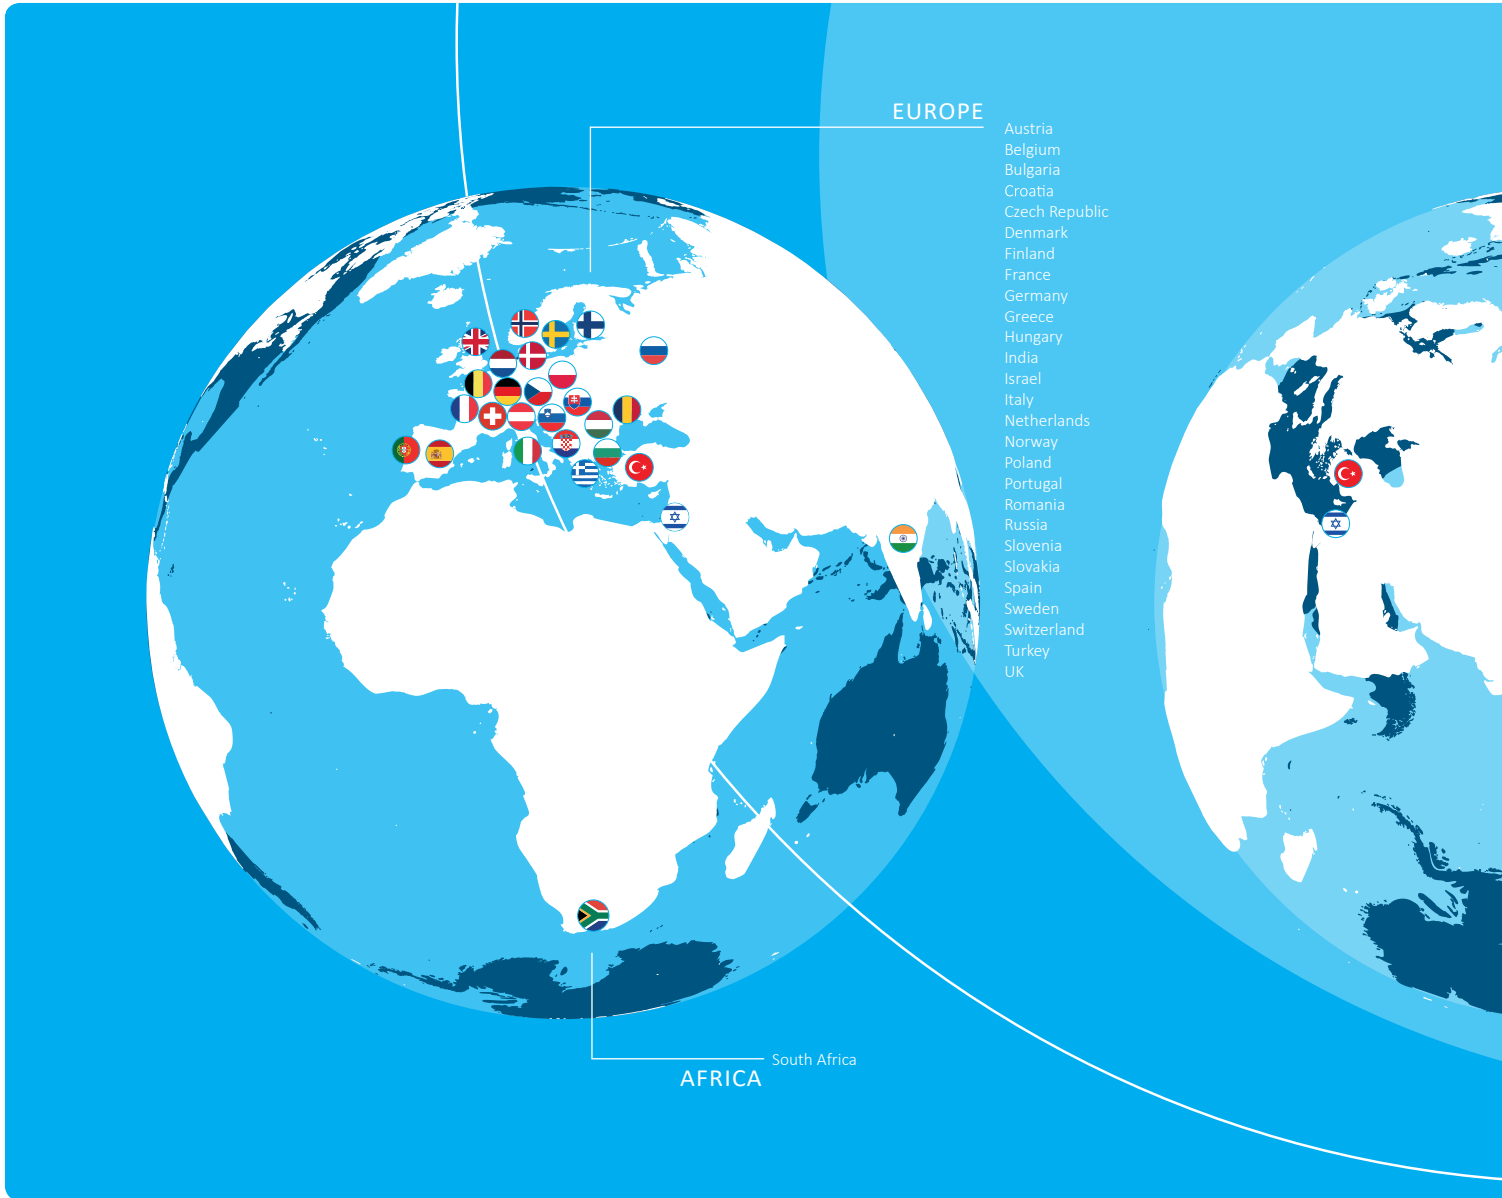 EUROPE
Austria
Belgium
Bulgaria
Croatia
Czech Republic
Denmark
Finland
France
Germany
Greece
Hungary
India
Israel
Italy
Netherlands
Norway
Poland
Portugal
Romania
Russia
Slovenia
Slovakia
Spain
Sweden
Switzerland
Turkey
UK
South Africa
AFRICA